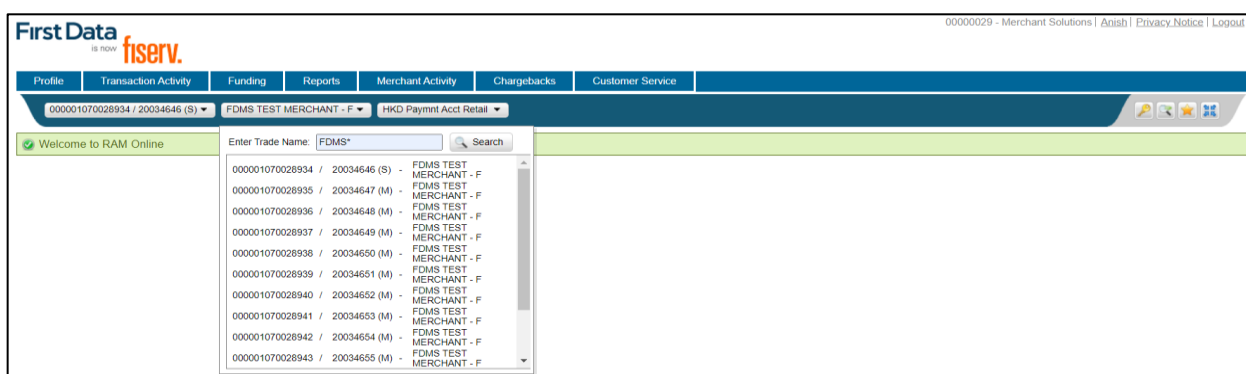 First Data
is now fiserv.
00000029 - Merchant Solutions | Anish | Privacy Notice | Logout
Profile Transaction Activity Funding Reports Merchant Activity Chargebacks Customer Service
000001070028934 / 20034646 (S) FDMS TEST MERCHANT - F HKD Paymnt Acct Retail
Welcome to RAM Online
Enter Trade Name: FDMS* Search
000001070028934 / 20034646 (S) - FDMS TEST
MERCHANT - F
000001070028935 / 20034647 (M) - FDMS TEST
MERCHANT - F
000001070028936 / 20034648 (M) - FDMS TEST
MERCHANT - F
000001070028937 / 20034649 (M) - FDMS TEST
MERCHANT - F
000001070028938 / 20034650 (M) - FDMS TEST
MERCHANT - F
000001070028939 / 20034651 (M) - FDMS TEST
MERCHANT - F
000001070028940 / 20034652 (M) - FDMS TEST
MERCHANT - F
000001070028941 / 20034653 (M) - FDMS TEST
MERCHANT - F
000001070028942 / 20034654 (M) - FDMS TEST
MERCHANT - F
000001070028943 / 20034655 (M) - FDMS TEST
MERCHANT - F